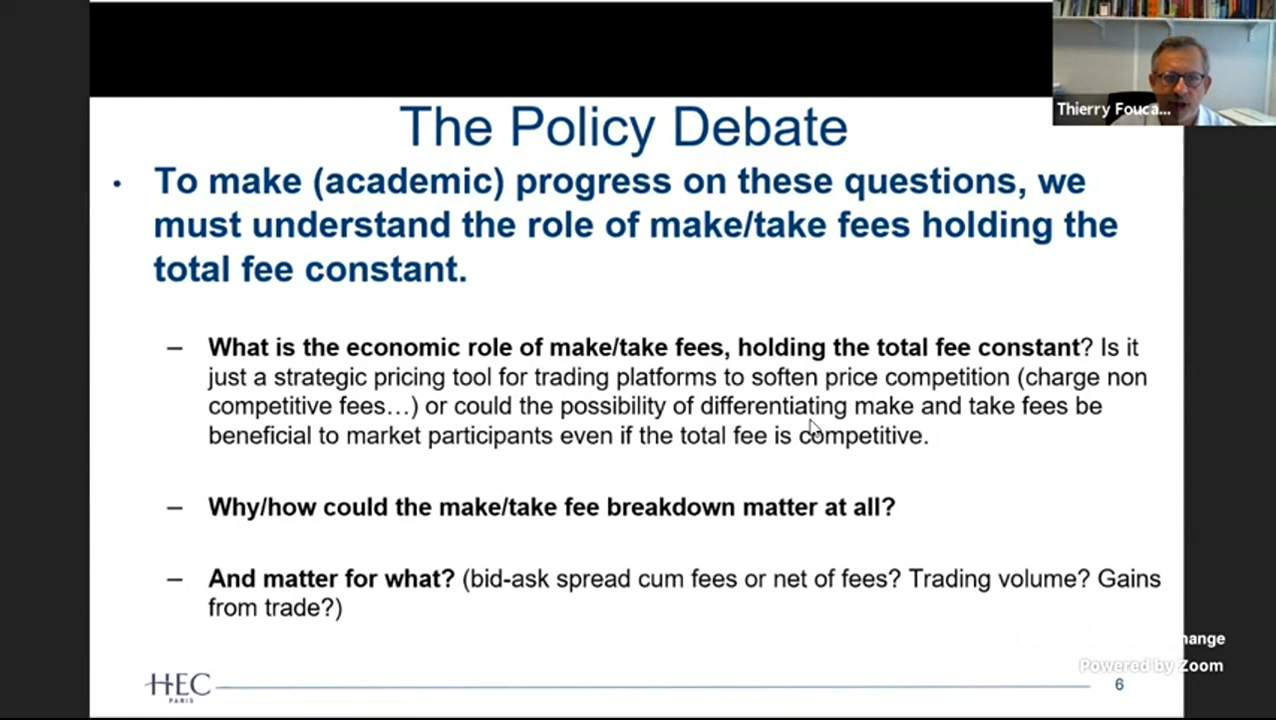 Thierry Fouca...
The Policy Debate
• To make (academic) progress on these questions, we
must understand the role of make/take fees holding the
total fee constant.
– What is the economic role of make/take fees, holding the total fee constant? Is it
just a strategic pricing tool for trading platforms to soften price competition (charge non
competitive fees…) or could the possibility of differentiating make and take fees be
beneficial to market participants even if the total fee is competitive.
– Why/how could the make/take fee breakdown matter at all?
– And matter for what? (bid-ask spread cum fees or net of fees? Trading volume? Gains
from trade?)
hange
Powered by Zoom
HEC
PARIS
6